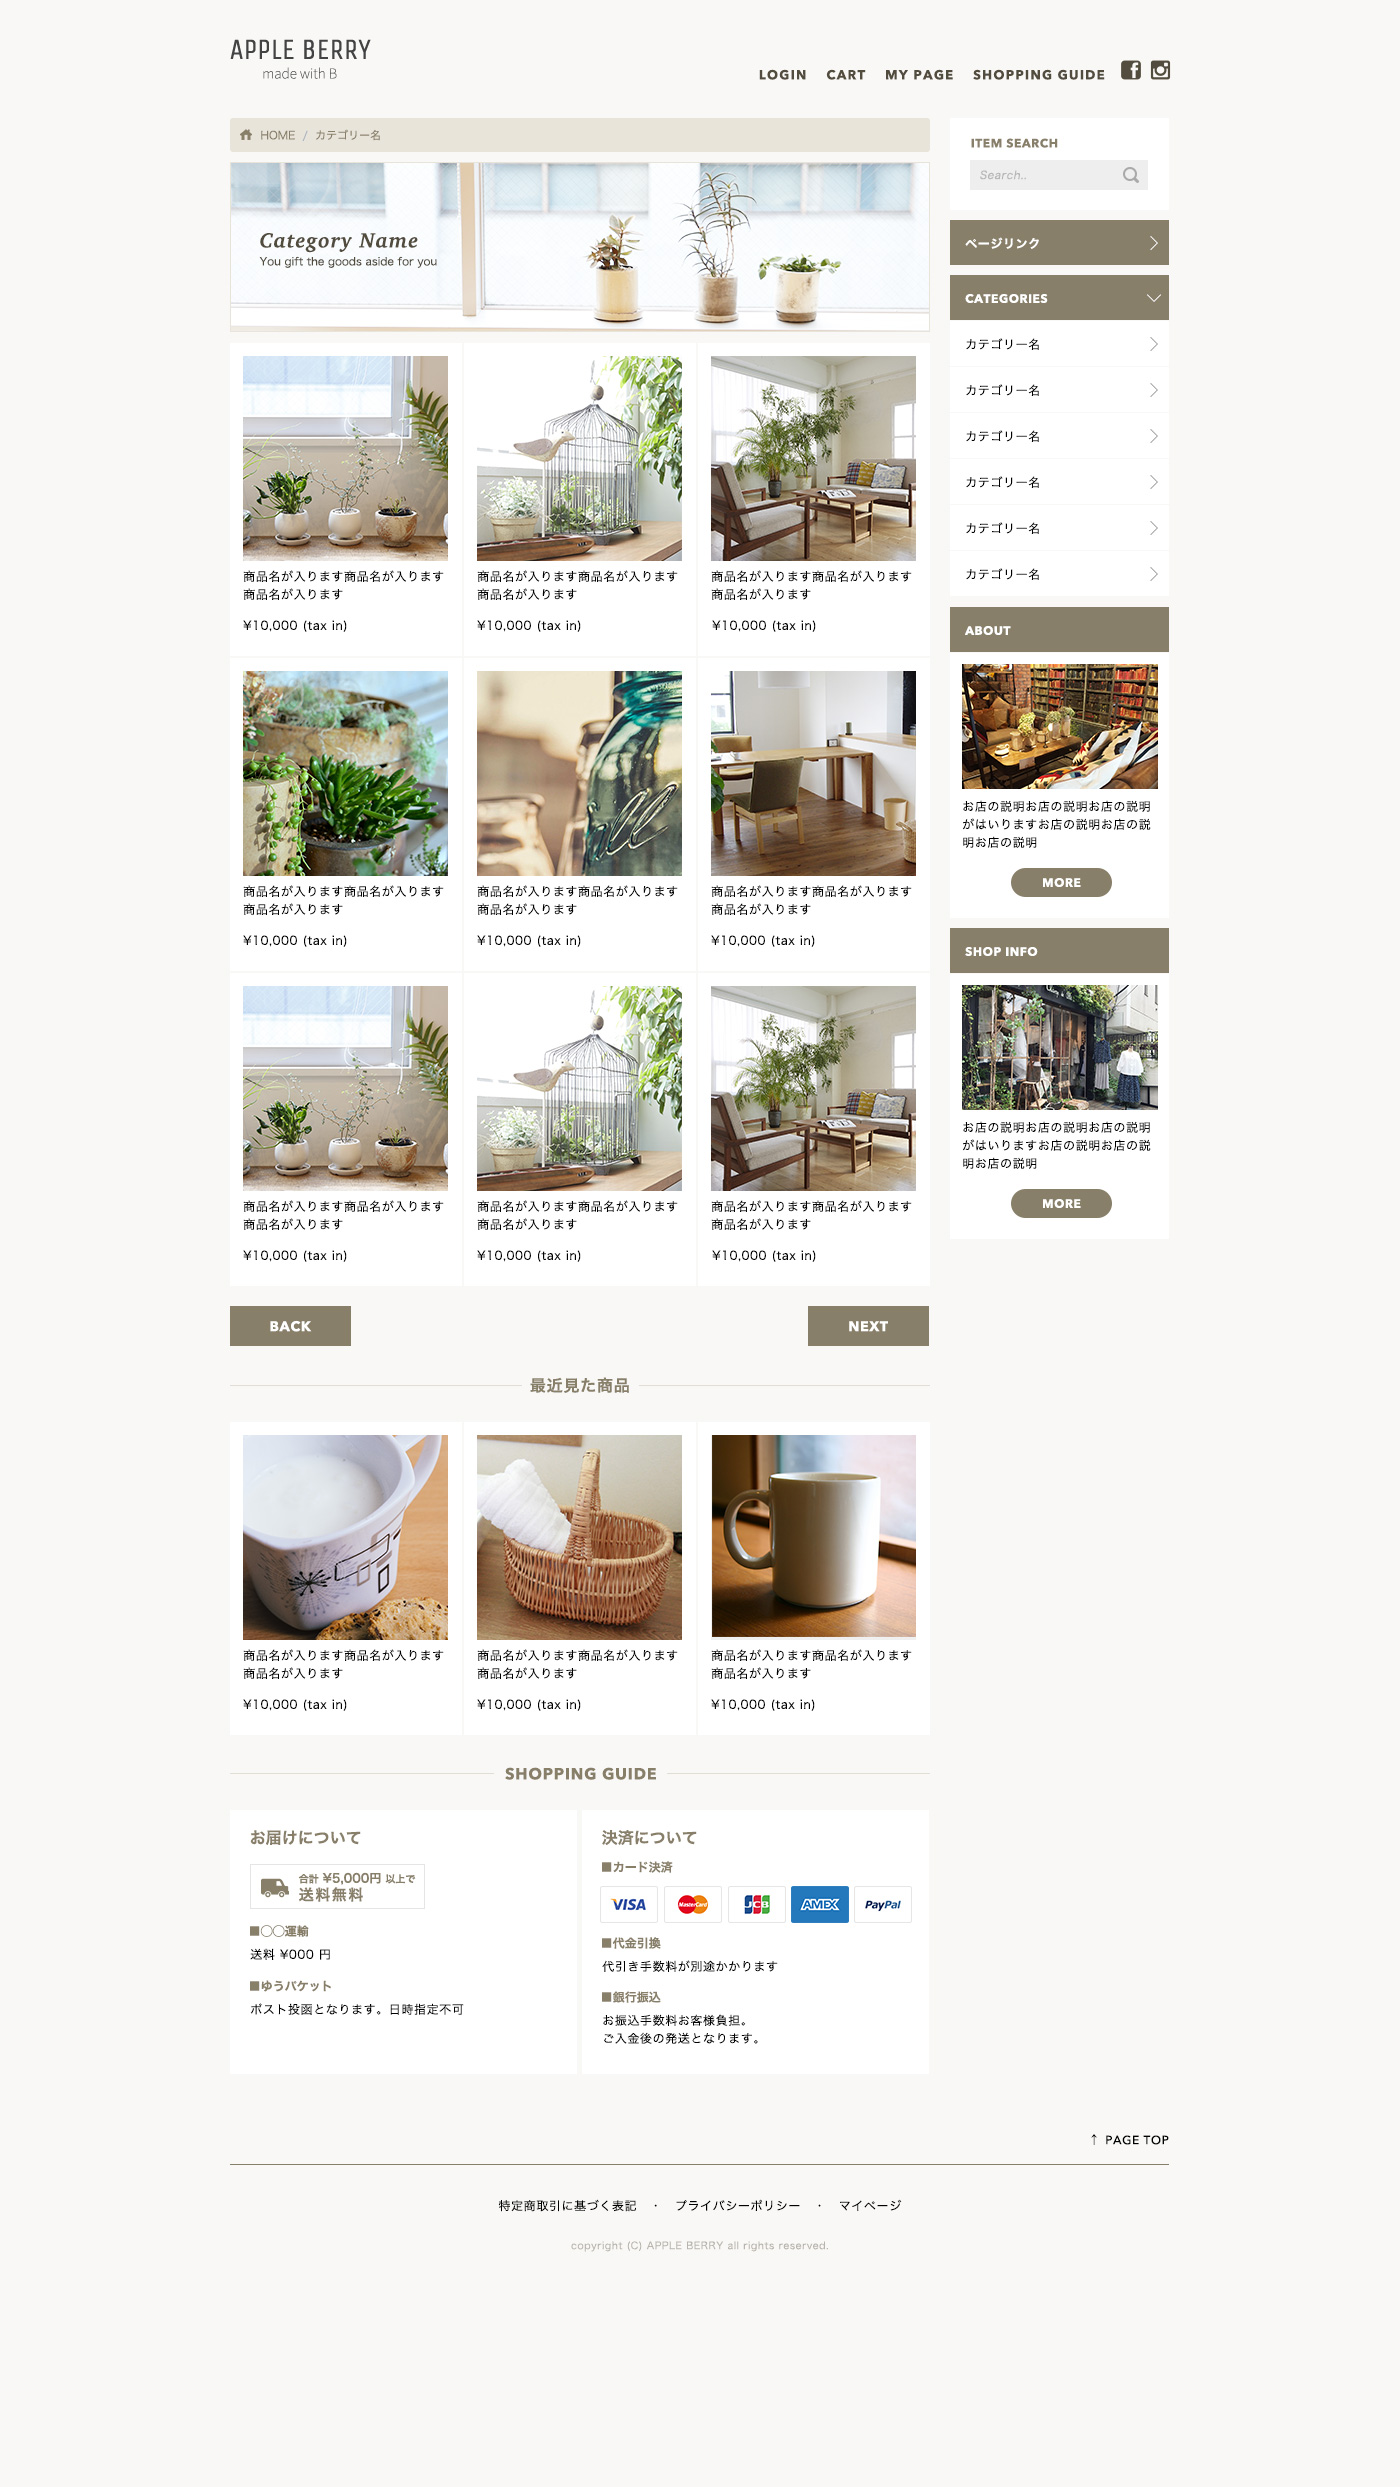 APPLE BERRY
made with B
LOGIN CART MY PAGE SHOPPING GUIDE
HOME / カテゴリー名
Category Name
You gift the goods aside for you
商品名が入ります商品名が入ります
商品名が入ります
¥10,000 (tax in)
商品名が入ります商品名が入ります
商品名が入ります
¥10,000 (tax in)
商品名が入ります商品名が入ります
商品名が入ります
¥10,000 (tax in)
商品名が入ります商品名が入ります
商品名が入ります
¥10,000 (tax in)
商品名が入ります商品名が入ります
商品名が入ります
¥10,000 (tax in)
商品名が入ります商品名が入ります
商品名が入ります
¥10,000 (tax in)
商品名が入ります商品名が入ります
商品名が入ります
¥10,000 (tax in)
商品名が入ります商品名が入ります
商品名が入ります
¥10,000 (tax in)
商品名が入ります商品名が入ります
商品名が入ります
¥10,000 (tax in)
BACK
NEXT
最近見た商品
商品名が入ります商品名が入ります
商品名が入ります
¥10,000 (tax in)
商品名が入ります商品名が入ります
商品名が入ります
¥10,000 (tax in)
商品名が入ります商品名が入ります
商品名が入ります
¥10,000 (tax in)
SHOPPING GUIDE
お届けについて
合計 ¥5,000円 以上で
送料無料
■◯◯運輸
送料 ¥000 円
■ゆうパケット
ポスト投函となります。日時指定不可
決済について
■カード決済
VISA MasterCard JCB AMEX PayPal
■代金引換
代引き手数料が別途かかります
■銀行振込
お振込手数料お客様負担。
ご入金後の発送となります。
ITEM SEARCH
Search..
ページリンク
CATEGORIES
カテゴリー名
カテゴリー名
カテゴリー名
カテゴリー名
カテゴリー名
カテゴリー名
ABOUT
お店の説明お店の説明お店の説明
がはいりますお店の説明お店の説
明お店の説明
MORE
SHOP INFO
お店の説明お店の説明お店の説明
がはいりますお店の説明お店の説
明お店の説明
MORE
↑ PAGE TOP
特定商取引に基づく表記 ・ プライバシーポリシー ・ マイページ
copyright (C) APPLE BERRY all rights reserved.